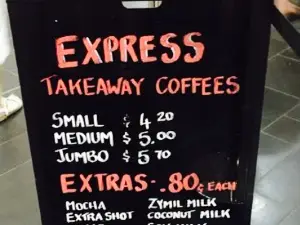 EXPRESS
TAKEAWAY COFFEES
SMALL $ 4.20
MEDIUM $ 5.00
JUMBO $ 5.70
EXTRAS-.80¢ EACH
MOCHA ZYMIL MILK
EXTRA SHOT COCONUT MILK